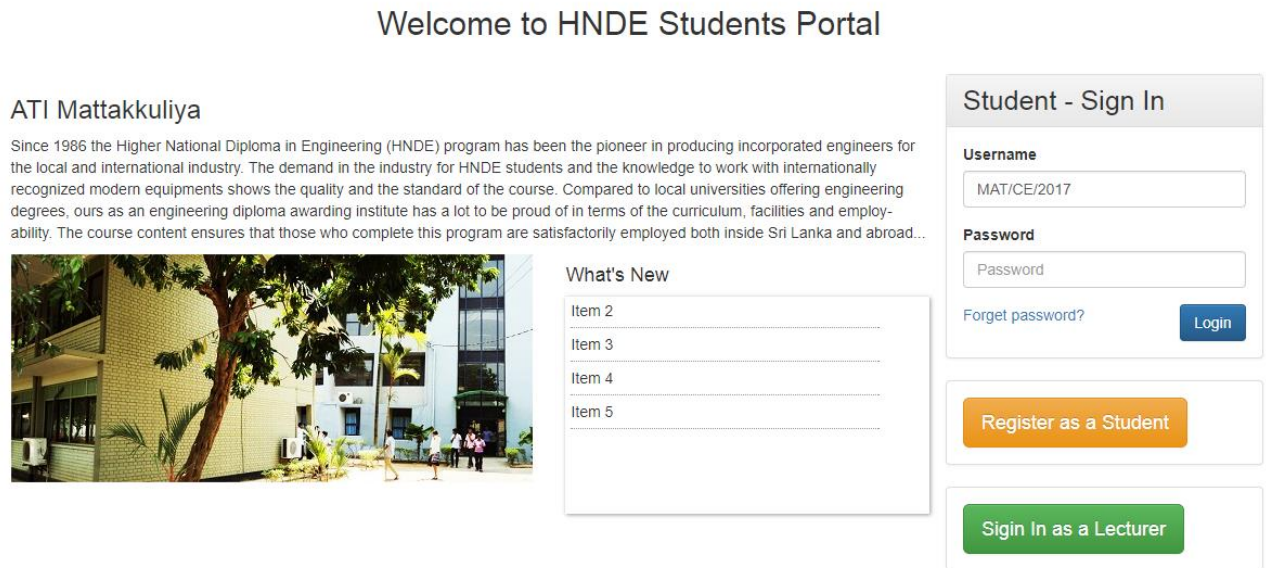 Welcome to HNDE Students Portal
ATI Mattakkuliya
Since 1986 the Higher National Diploma in Engineering (HNDE) program has been the pioneer in producing incorporated engineers for
the local and international industry. The demand in the industry for HNDE students and the knowledge to work with internationally
recognized modern equipments shows the quality and the standard of the course. Compared to local universities offering engineering
degrees, ours as an engineering diploma awarding institute has a lot to be proud of in terms of the curriculum, facilities and employ-
ability. The course content ensures that those who complete this program are satisfactorily employed both inside Sri Lanka and abroad...
What's New
Item 2
Item 3
Item 4
Item 5
Student - Sign In
Username
MAT/CE/2017
Password
Password
Forget password?
Login
Register as a Student
Sigin In as a Lecturer